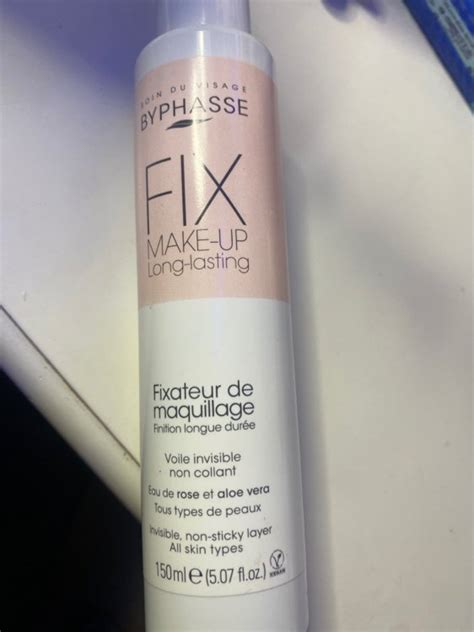 SOIN DU VISAGE
BYPHASSE
FIX
MAKE-UP
Long-lasting
Fixateur de
maquillage
Finition longue durée
Voile invisible
non collant
Eau de rose et aloe vera
Tous types de peaux
Invisible, non-sticky layer
All skin types
150ml e (5.07 fl.oz.)
VEGAN